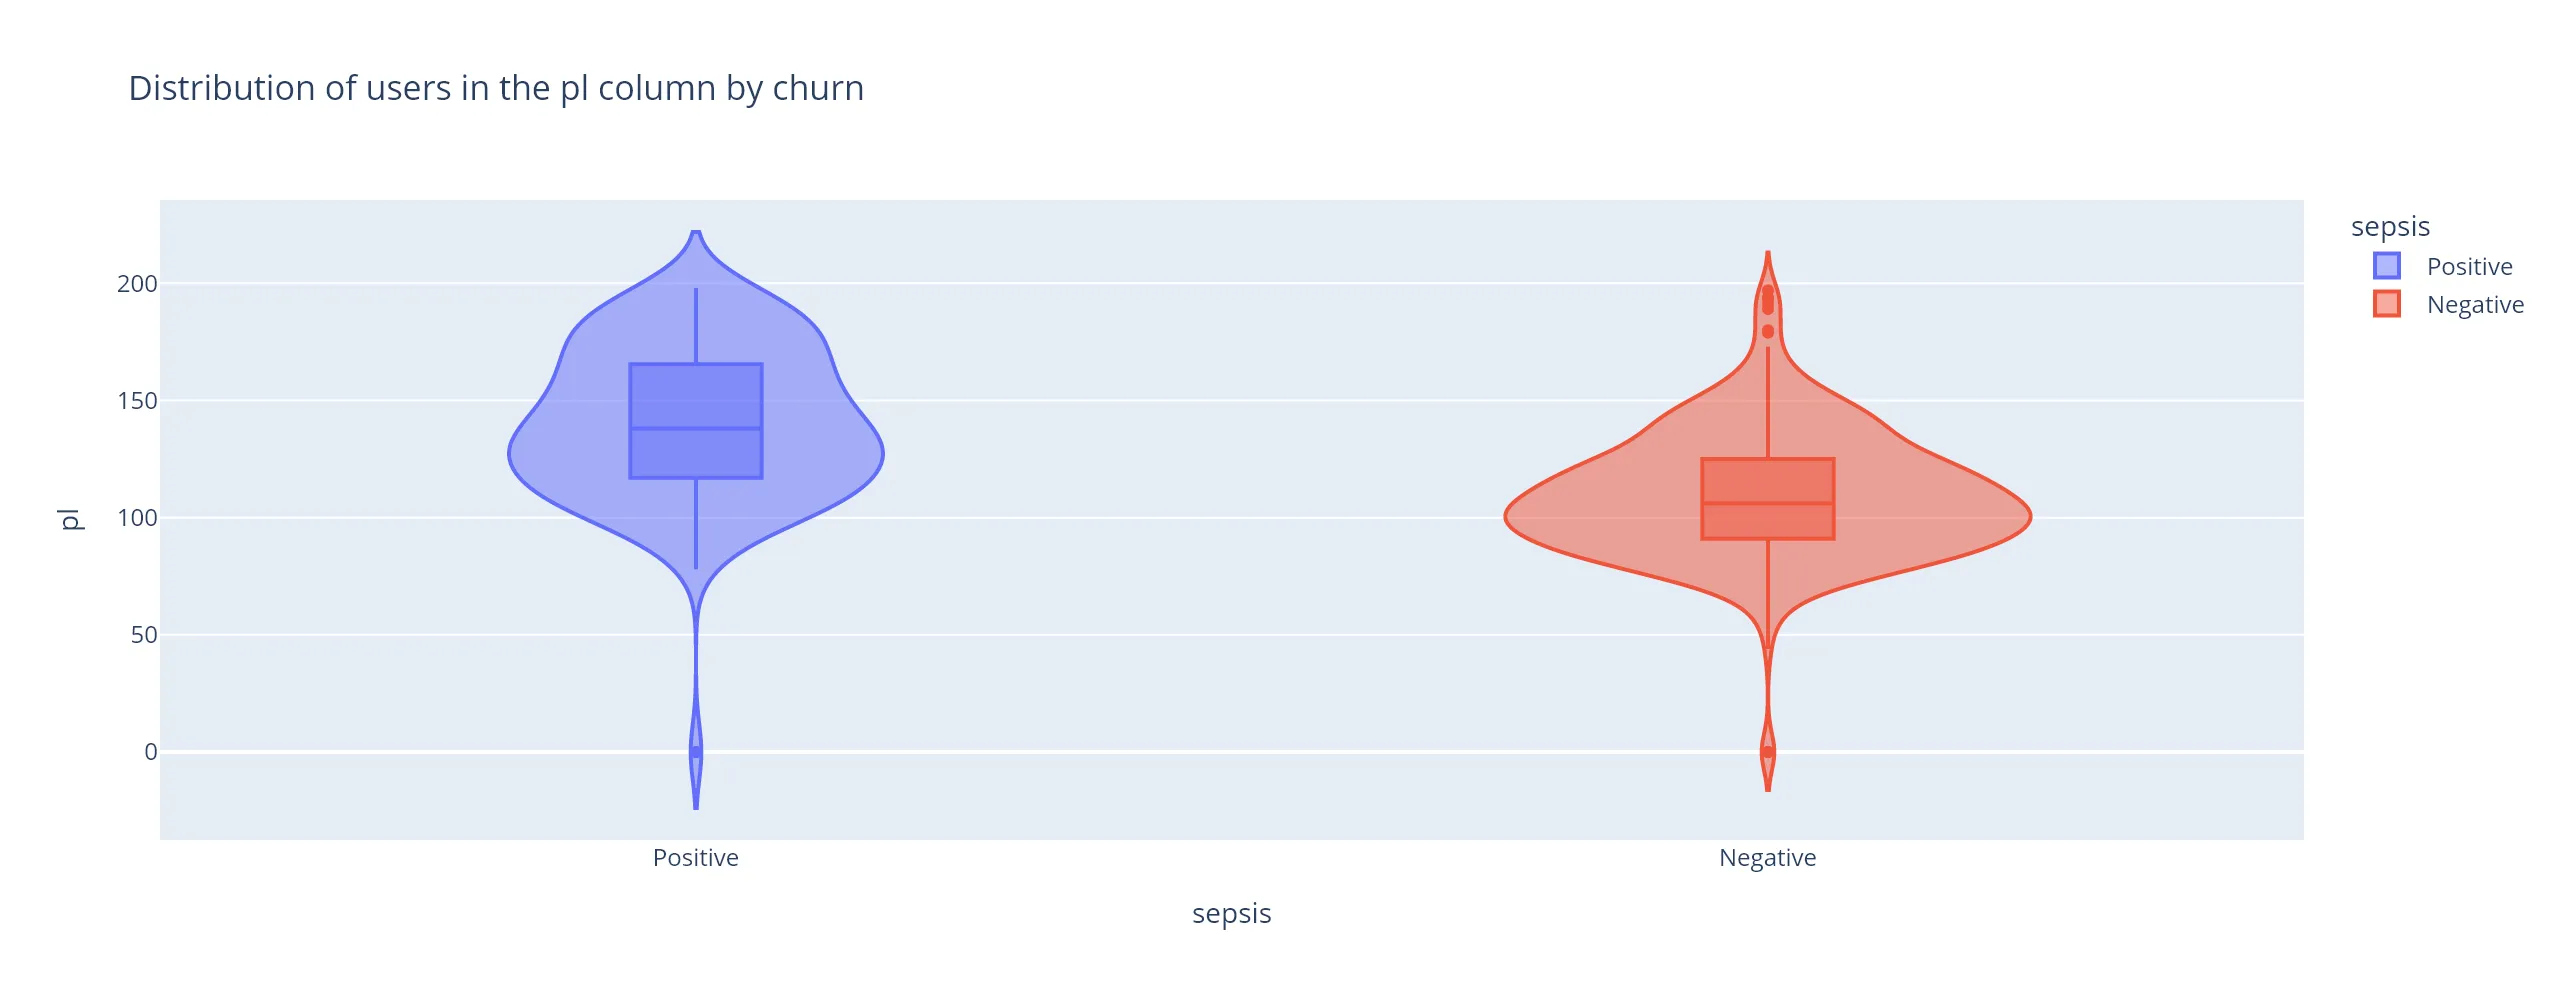 Distribution of users in the pl column by churn
200
150
100
50
0
pl
Positive
Negative
sepsis
sepsis
Positive
Negative